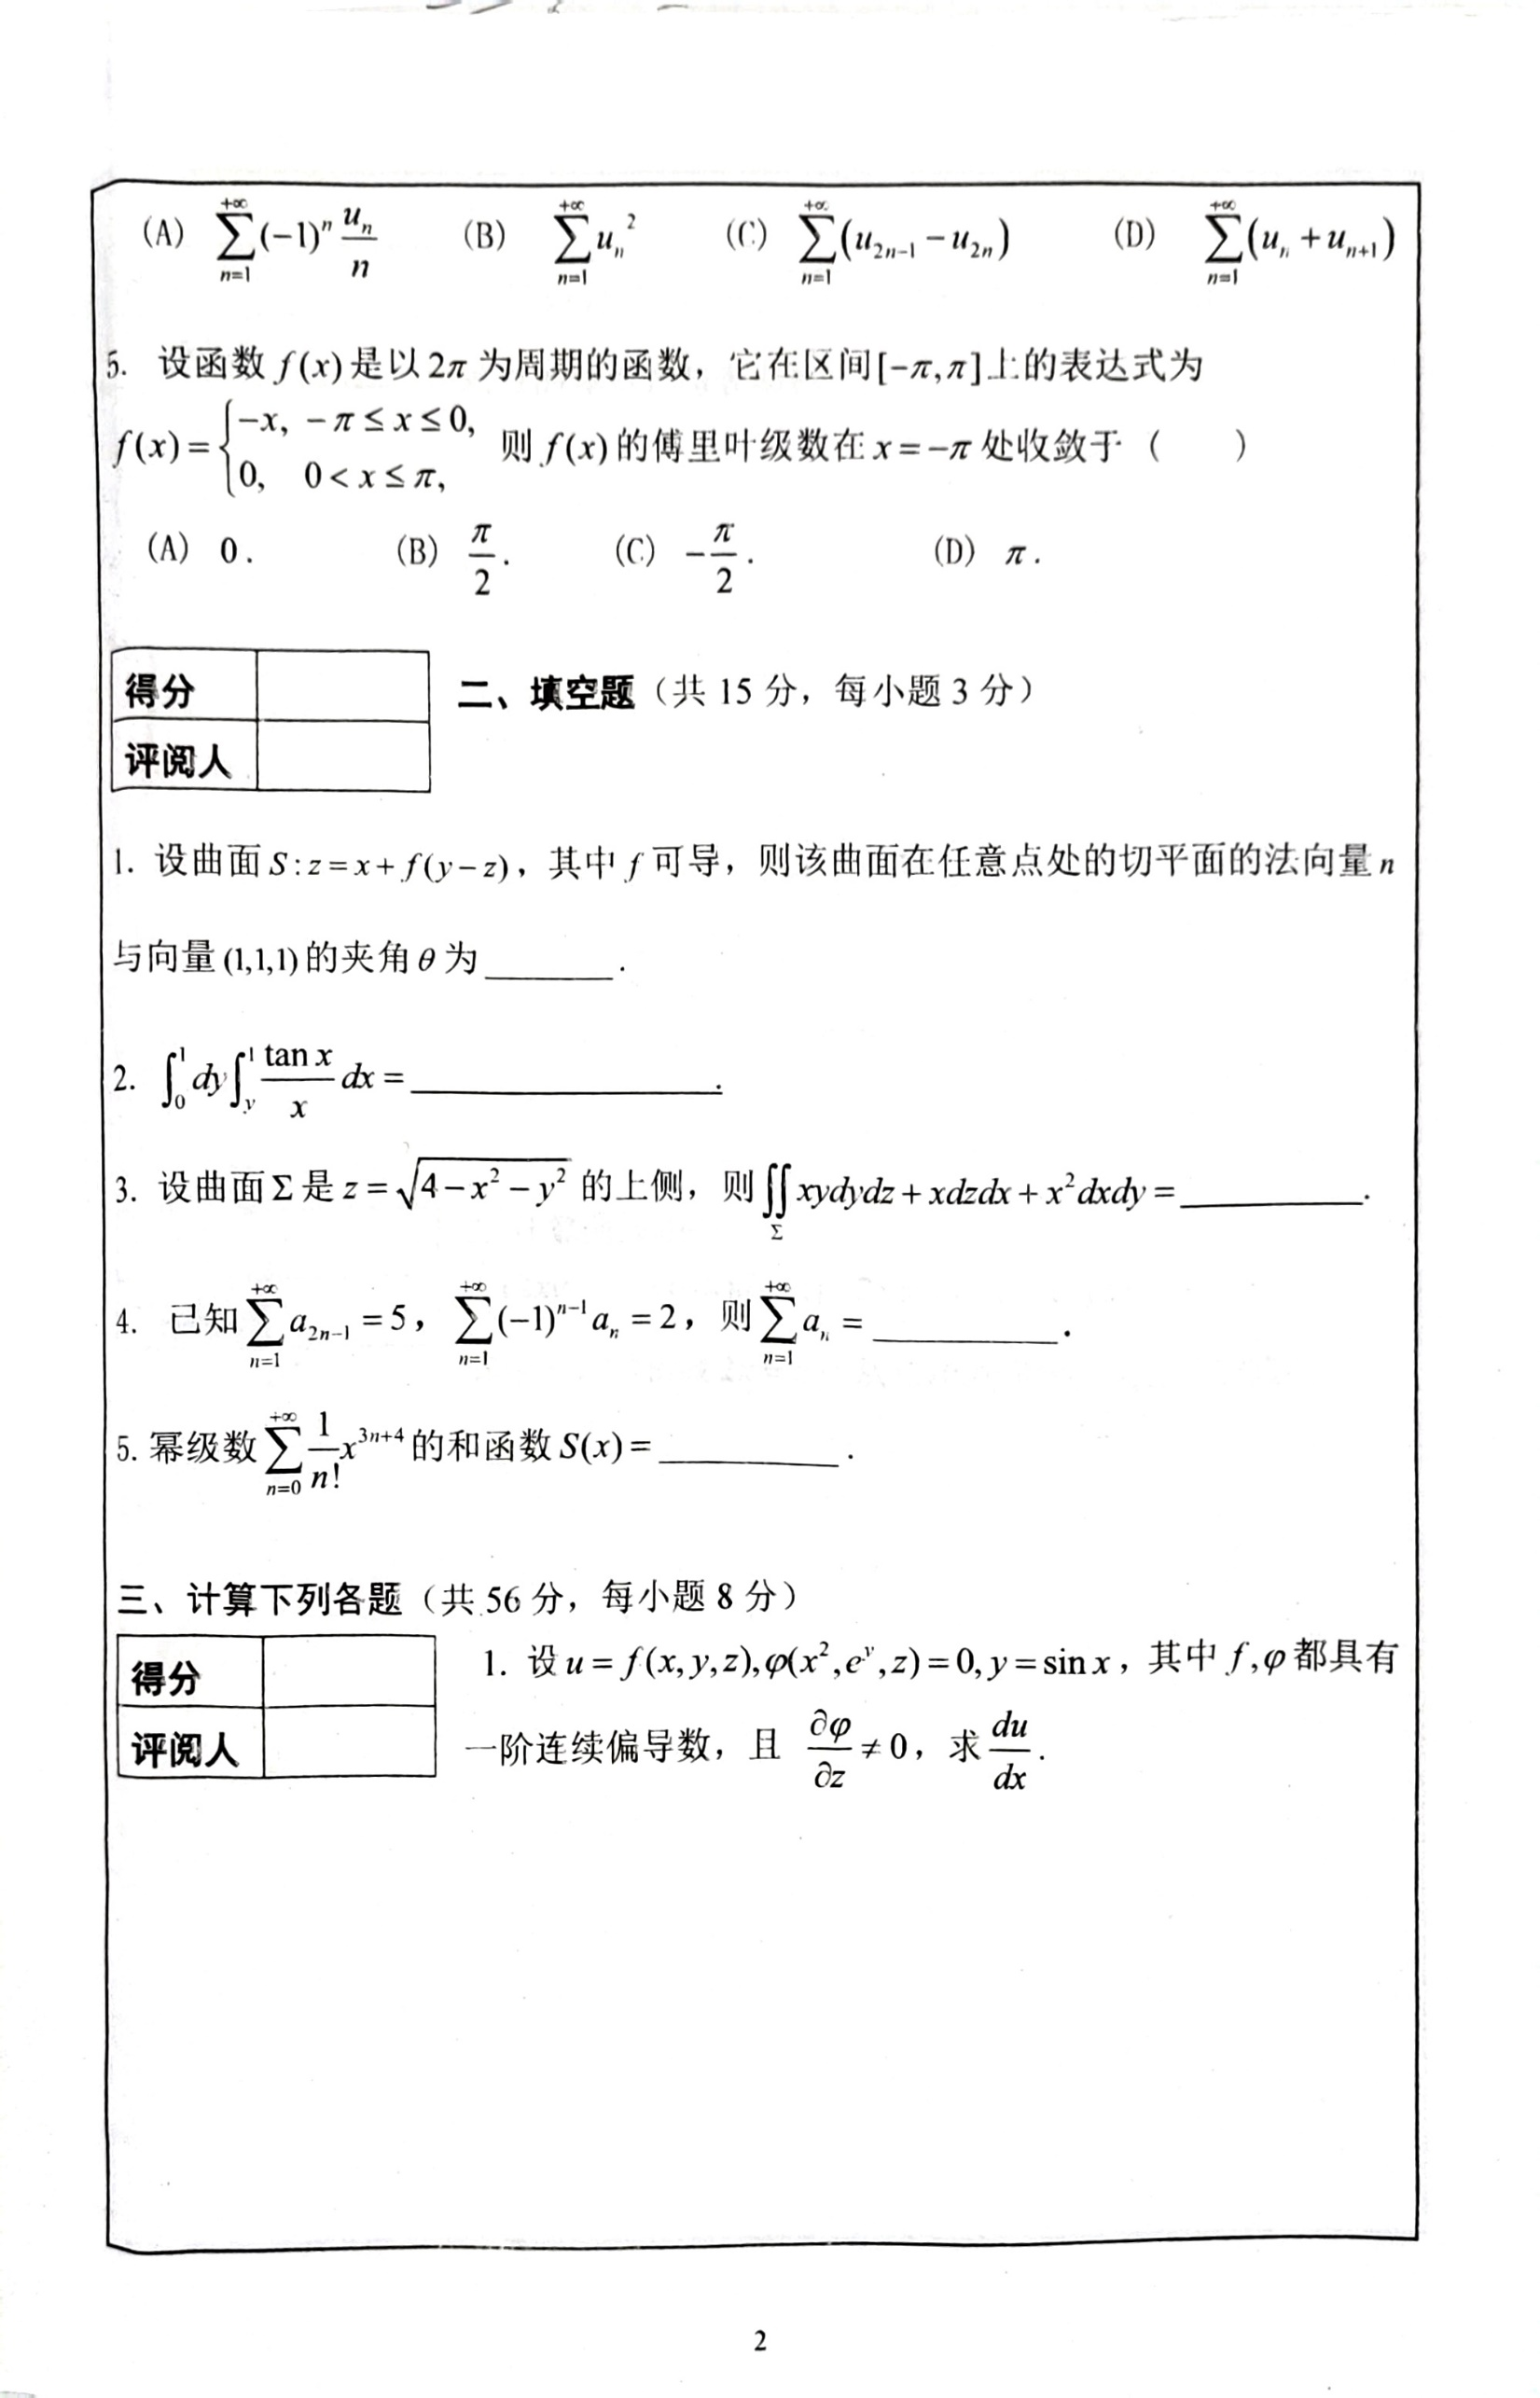 (A) $\sum_{n=1}^{+\infty}(-1)^n\frac{u_n}{n}$ (B) $\sum_{n=1}^{+\infty}u_n^2$ (C) $\sum_{n=1}^{+\infty}(u_{2n-1}-u_{2n})$ (D) $\sum_{n=1}^{+\infty}(u_n+u_{n+1})$
5. 设函数 $f(x)$ 是以 $2\pi$ 为周期的函数，它在区间 $[-\pi,\pi]$ 上的表达式为
$f(x)=\begin{cases}-x, & -\pi\le x\le 0,\\ 0, & 0<x\le\pi,\end{cases}$ 则 $f(x)$ 的傅里叶级数在 $x=-\pi$ 处收敛于（ ）
(A) 0. (B) $\frac{\pi}{2}$. (C) $-\frac{\pi}{2}$. (D) $\pi$.
得分
评阅人
二、填空题（共 15 分，每小题 3 分）
1. 设曲面 $S:z=x+f(y-z)$，其中 $f$ 可导，则该曲面在任意点处的切平面的法向量 $n$
与向量 $(1,1,1)$ 的夹角 $\theta$ 为______.
2. $\int_0^1 dy\int_y^1\frac{\tan x}{x}dx=$____________.
3. 设曲面 $\Sigma$ 是 $z=\sqrt{4-x^2-y^2}$ 的上侧，则 $\iint_\Sigma xydydz+xdzdx+x^2dxdy=$________.
4. 已知 $\sum_{n=1}^{+\infty}a_{2n-1}=5$，$\sum_{n=1}^{+\infty}(-1)^{n-1}a_n=2$，则 $\sum_{n=1}^{+\infty}a_n=$________.
5. 幂级数 $\sum_{n=0}^{+\infty}\frac{1}{n!}x^{3n+4}$ 的和函数 $S(x)=$________.
三、计算下列各题（共 56 分，每小题 8 分）
得分
评阅人
1. 设 $u=f(x,y,z),\varphi(x^2,e^y,z)=0,y=\sin x$，其中 $f,\varphi$ 都具有
一阶连续偏导数，且 $\frac{\partial\varphi}{\partial z}\ne 0$，求 $\frac{du}{dx}$.
2